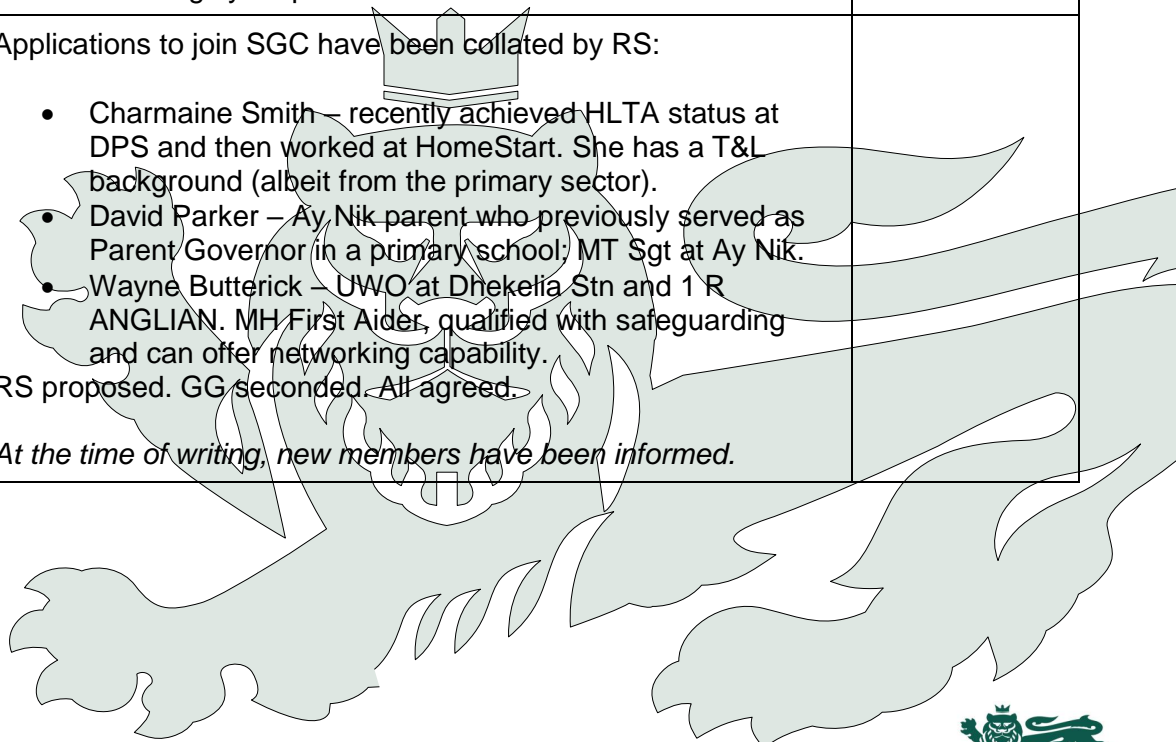 Applications to join SGC have been collated by RS:
• Charmaine Smith – recently achieved HLTA status at
DPS and then worked at HomeStart. She has a T&L
background (albeit from the primary sector).
• David Parker – Ay Nik parent who previously served as
Parent Governor in a primary school; MT Sgt at Ay Nik.
• Wayne Butterick – UWO at Dhekelia Stn and 1 R
ANGLIAN. MH First Aider, qualified with safeguarding
and can offer networking capability.
RS proposed. GG seconded. All agreed.
At the time of writing, new members have been informed.